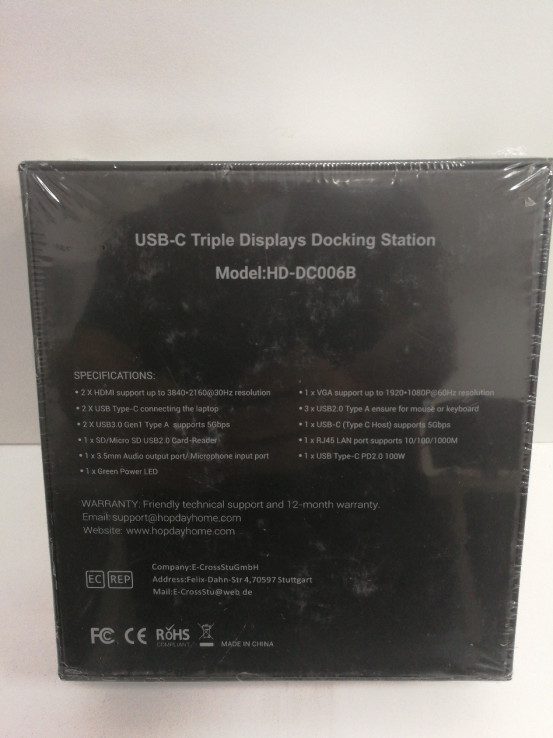 USB-C Triple Displays Docking Station
Model:HD-DC006B
SPECIFICATIONS:
• 2 X HDMI support up to 3840*2160@30Hz resolution
• 2 X USB Type-C connecting the laptop
• 2 X USB3.0 Gen1 Type A supports 5Gbps
• 1 x SD/Micro SD USB2.0 Card-Reader
• 1 x 3.5mm Audio output port/ Microphone input port
• 1 x Green Power LED
• 1 x VGA support up to 1920*1080P@60Hz resolution
• 3 x USB2.0 Type A ensure for mouse or keyboard
• 1 x USB-C (Type C Host) supports 5Gbps
• 1 x RJ45 LAN port supports 10/100/1000M
• 1 x USB Type-C PD2.0 100W
WARRANTY: Friendly technical support and 12-month warranty.
Email:support@hopdayhome.com
Website: www.hopdayhome.com
EC REP
Company:E-CrossStuGmbH
Address:Felix-Dahn-Str 4,70597 Stuttgart
Mail:E-CrossStu@web.de
FC CE RoHS
COMPLIANT
MADE IN CHINA